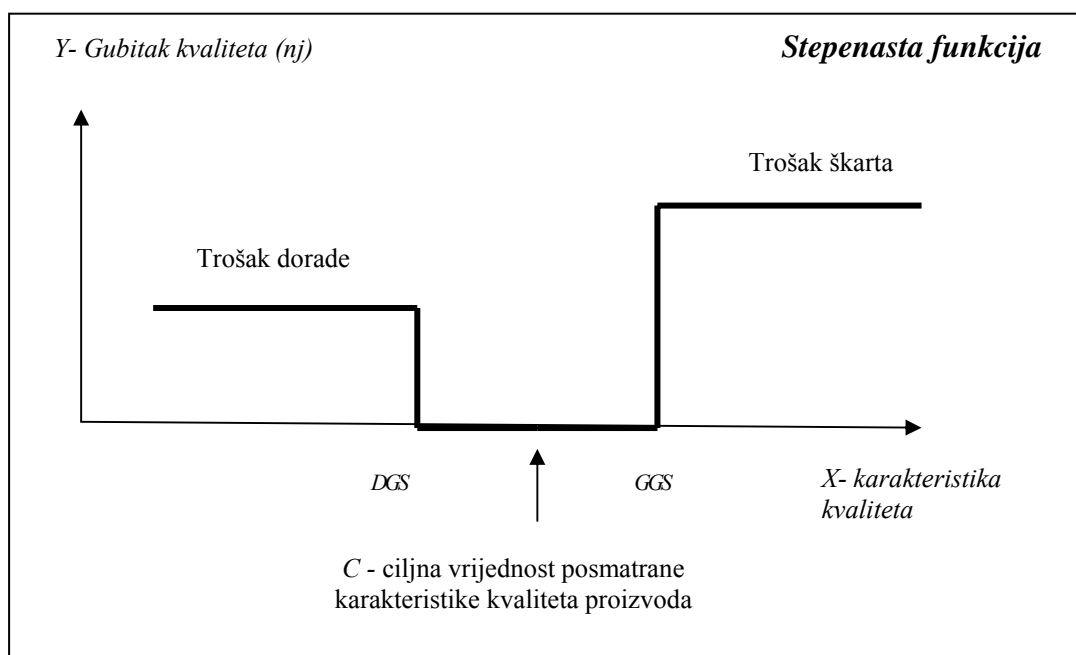 Y- Gubitak kvaliteta (nj)
Stepenasta funkcija
Trošak škarta
Trošak dorade
DGS
GGS
X- karakteristika
kvaliteta
C - ciljna vrijednost posmatrane
karakteristike kvaliteta proizvoda